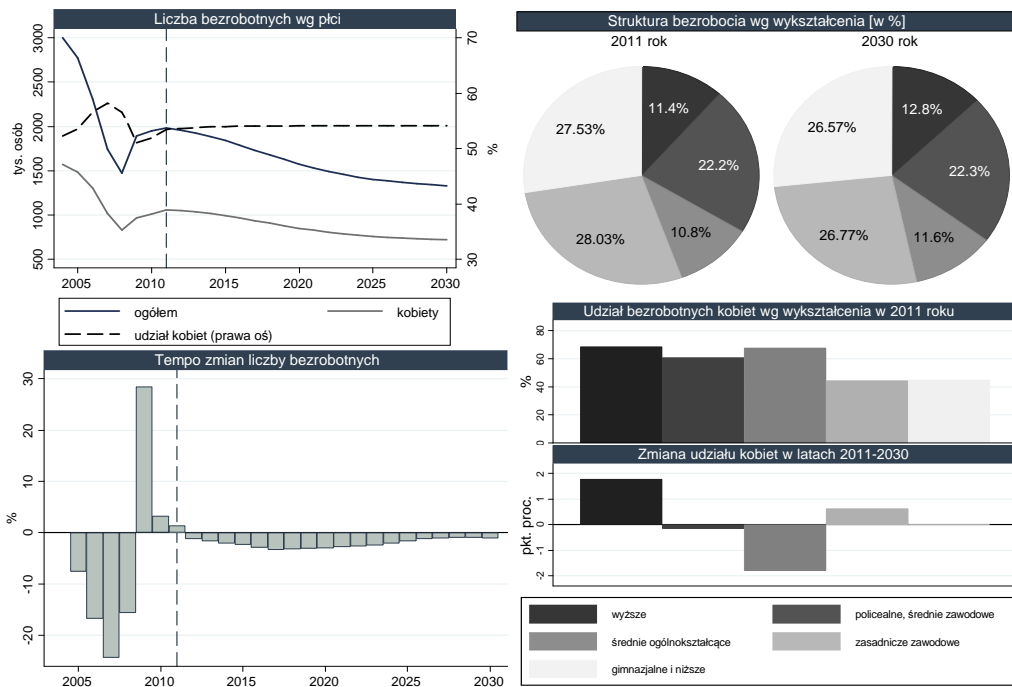 Liczba bezrobotnych wg płci
3000
2500
2000
1500
1000
500
tys. osób
70
60
50
40
30
%
2005 2010 2015 2020 2025 2030
ogółem
kobiety
udział kobiet (prawa oś)
Tempo zmian liczby bezrobotnych
30
20
10
0
-10
-20
%
2005 2010 2015 2020 2025 2030
Struktura bezrobocia wg wykształcenia [w %]
2011 rok
2030 rok
11.4%
22.2%
10.8%
28.03%
27.53%
12.8%
22.3%
11.6%
26.77%
26.57%
Udział bezrobotnych kobiet wg wykształcenia w 2011 roku
80
60
40
20
0
%
Zmiana udziału kobiet w latach 2011-2030
2
1
0
-1
-2
pkt. proc.
wyższe
policealne, średnie zawodowe
średnie ogólnokształcące
zasadnicze zawodowe
gimnazjalne i niższe